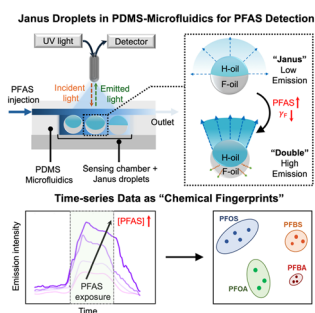 Janus Droplets in PDMS-Microfluidics for PFAS Detection
UV light
Detector
PFAS
injection
Incident
light
Emitted
light
Outlet
PDMS
Microfluidics
Sensing chamber +
Janus droplets
H-oil
F-oil
"Janus"
Low
Emission
PFAS↑
γF↓
H-oil
F-oil
"Double"
High
Emission
Time-series Data as "Chemical Fingerprints"
Emission Intensity
[PFAS]↑
PFAS
exposure
Time
PFOS
PFBS
PFOA
PFBA